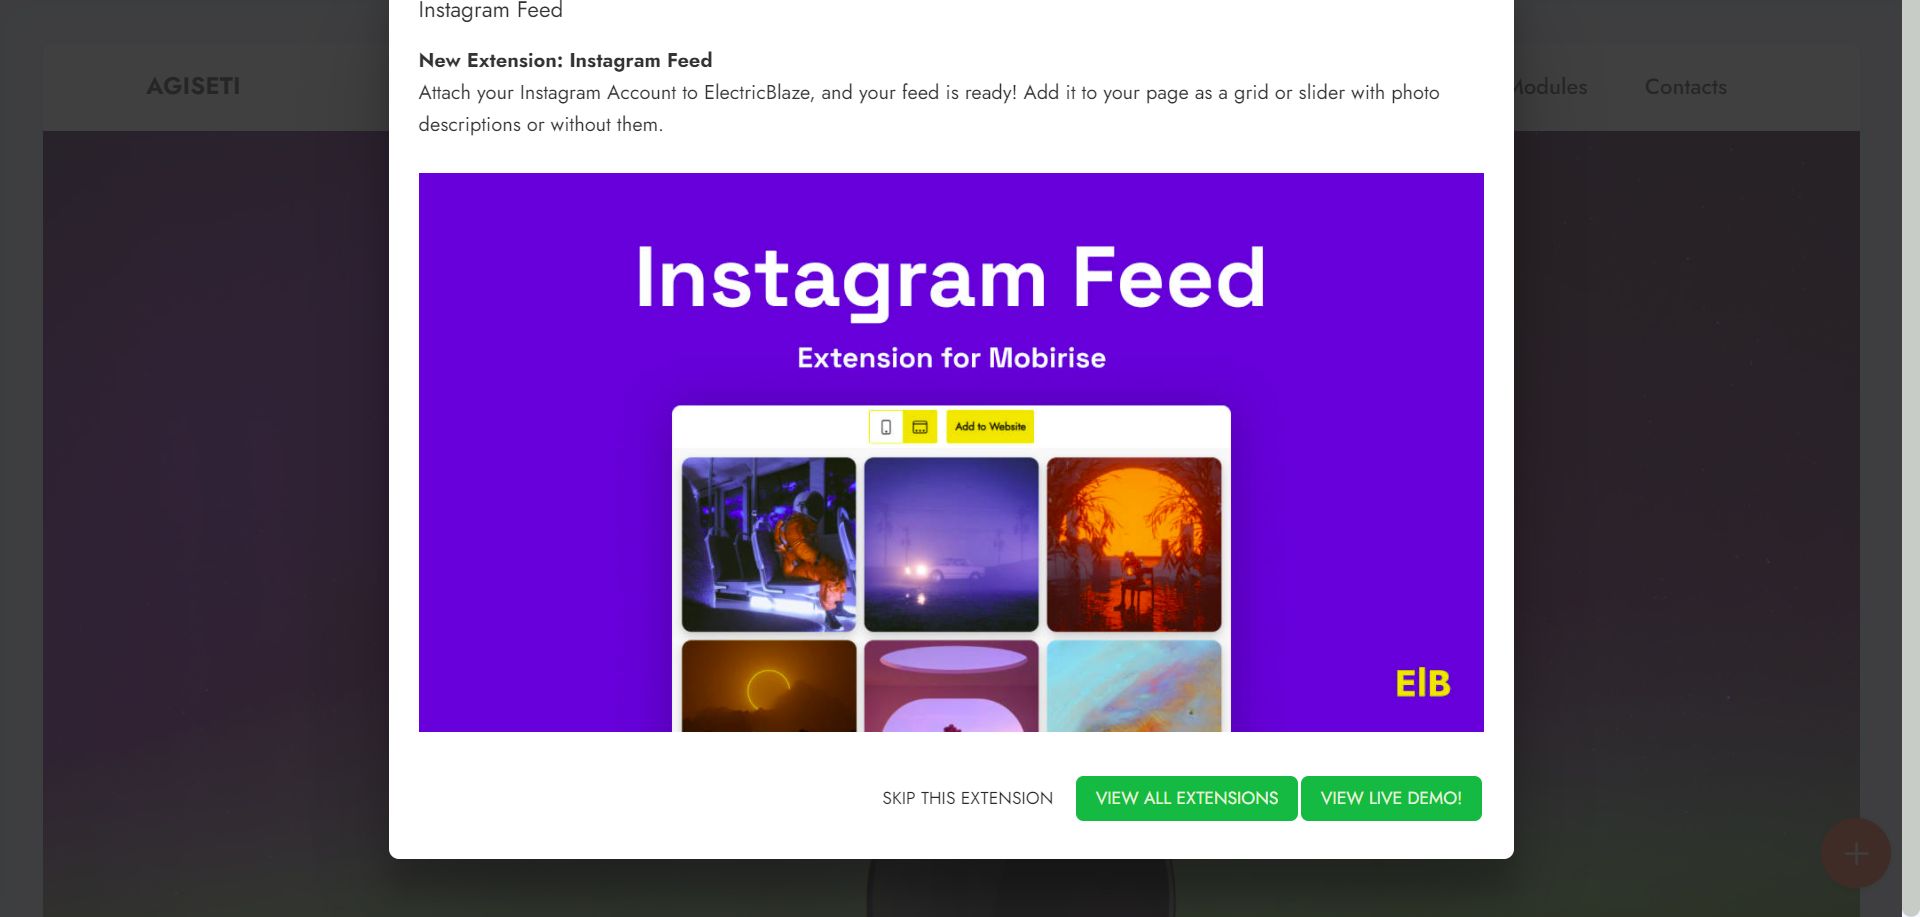 Instagram Feed
AGISETI
Modules
Contacts
New Extension: Instagram Feed
Attach your Instagram Account to ElectricBlaze, and your feed is ready! Add it to your page as a grid or slider with photo
descriptions or without them.
Instagram Feed
Extension for Mobirise
Add to Website
ElB
SKIP THIS EXTENSION
VIEW ALL EXTENSIONS
VIEW LIVE DEMO!